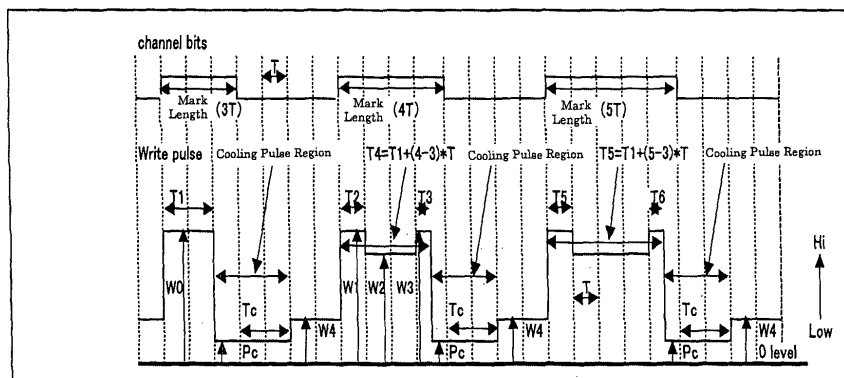 channel bits
T
Mark Length (3T)
Mark Length (4T)
Mark Length (5T)
Write pulse
Cooling Pulse Region
T4=T1+(4-3)*T
Cooling Pulse Region
T5=T1+(5-3)*T
Cooling Pulse Region
T1
T2
T3
T5
T6
Hi
W0
W1
W2
W3
T
Tc
W4
Tc
W4
Tc
W4
Low
Pc
Pc
Pc
0 level